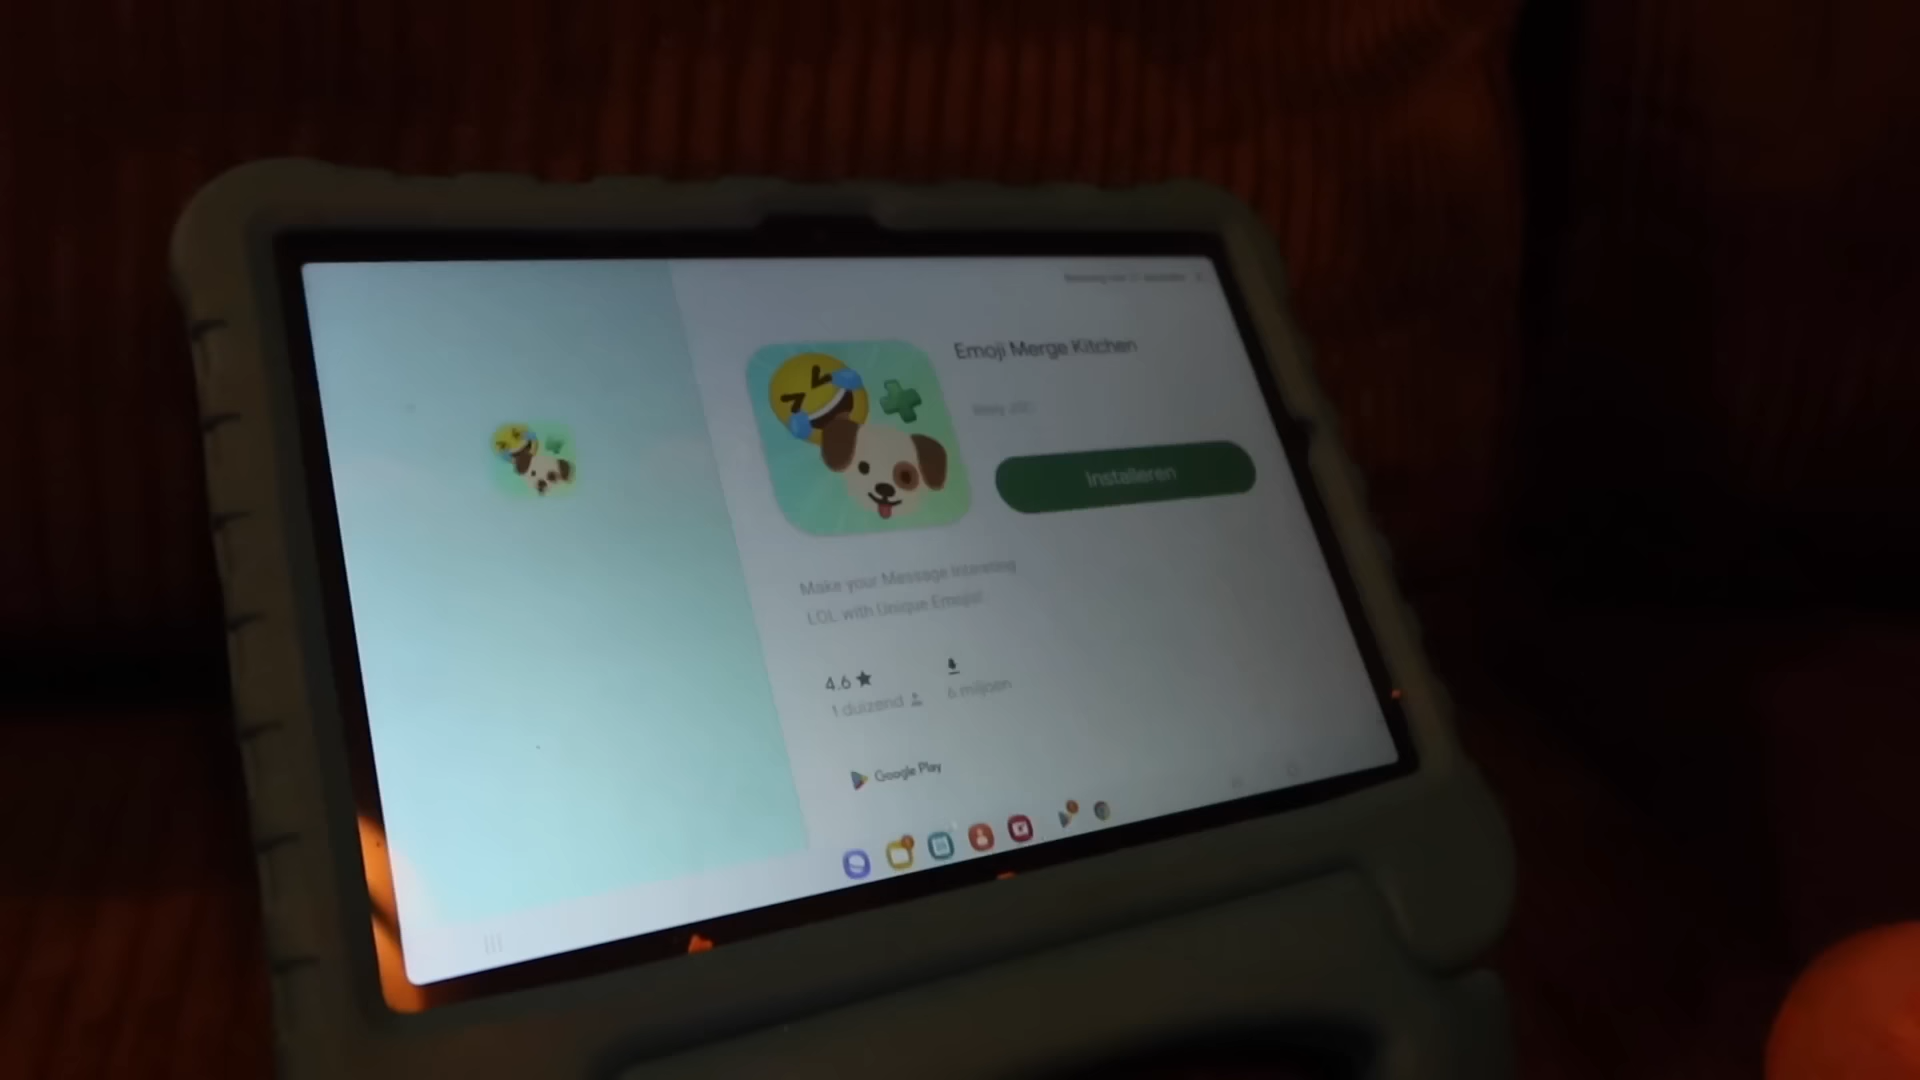 Emoji Merge Kitchen
Installeren
Make your Message Interesting
LOL with Unique Emojis!
4.6
1 duizend
6 miljoen
Google Play